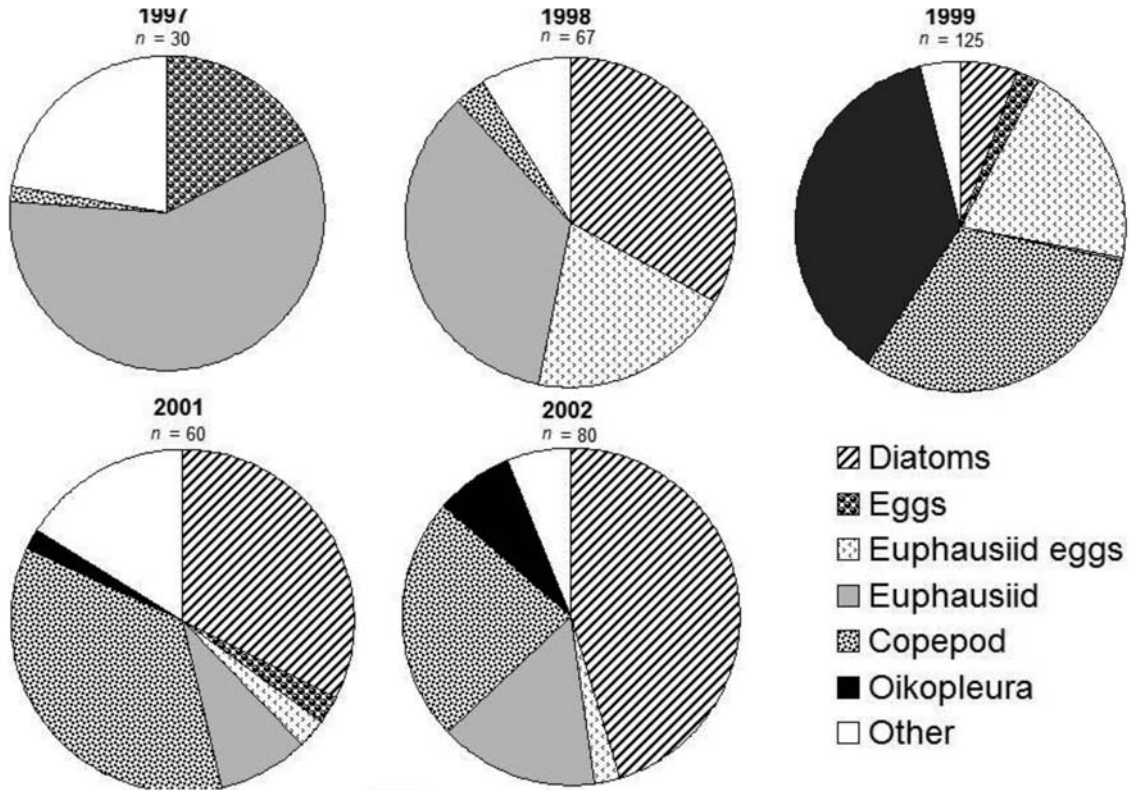 1997
n = 30
1998
n = 67
1999
n = 125
2001
n = 60
2002
n = 80
Diatoms
Eggs
Euphausiid eggs
Euphausiid
Copepod
Oikopleura
Other